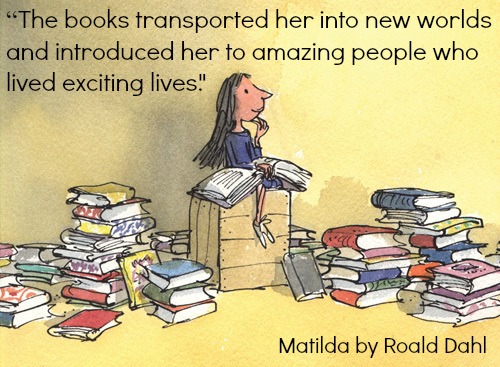 “The books transported her into new worlds
and introduced her to amazing people who
lived exciting lives."
Matilda by Roald Dahl